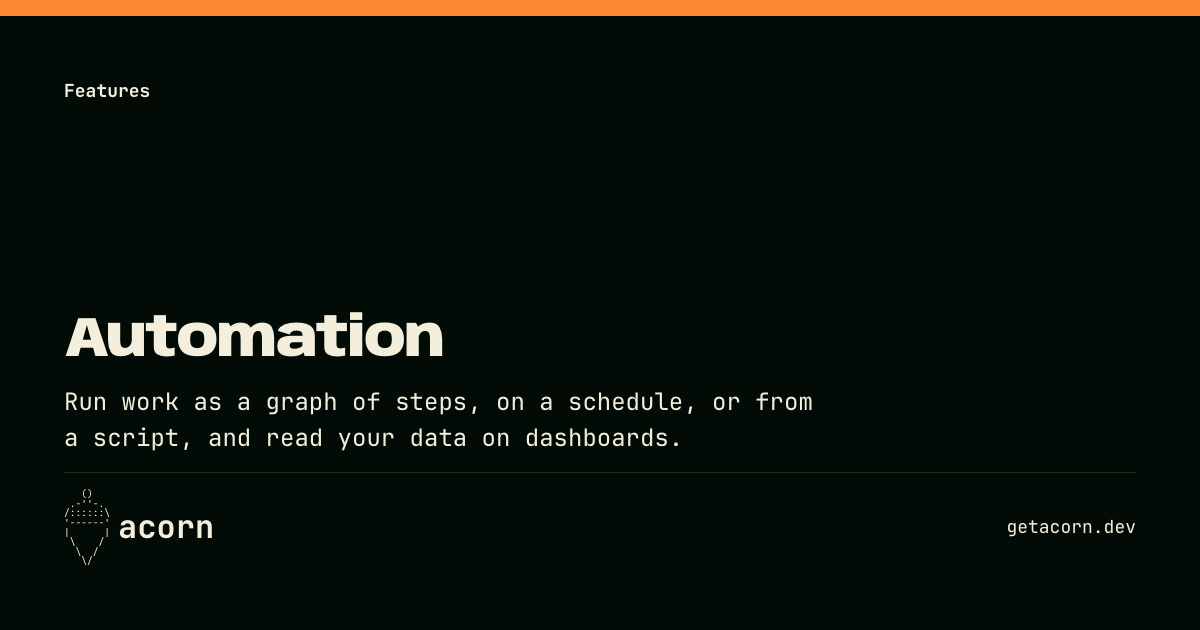 Features
Automation
Run work as a graph of steps, on a schedule, or from
a script, and read your data on dashboards.
acorn
getacorn.dev